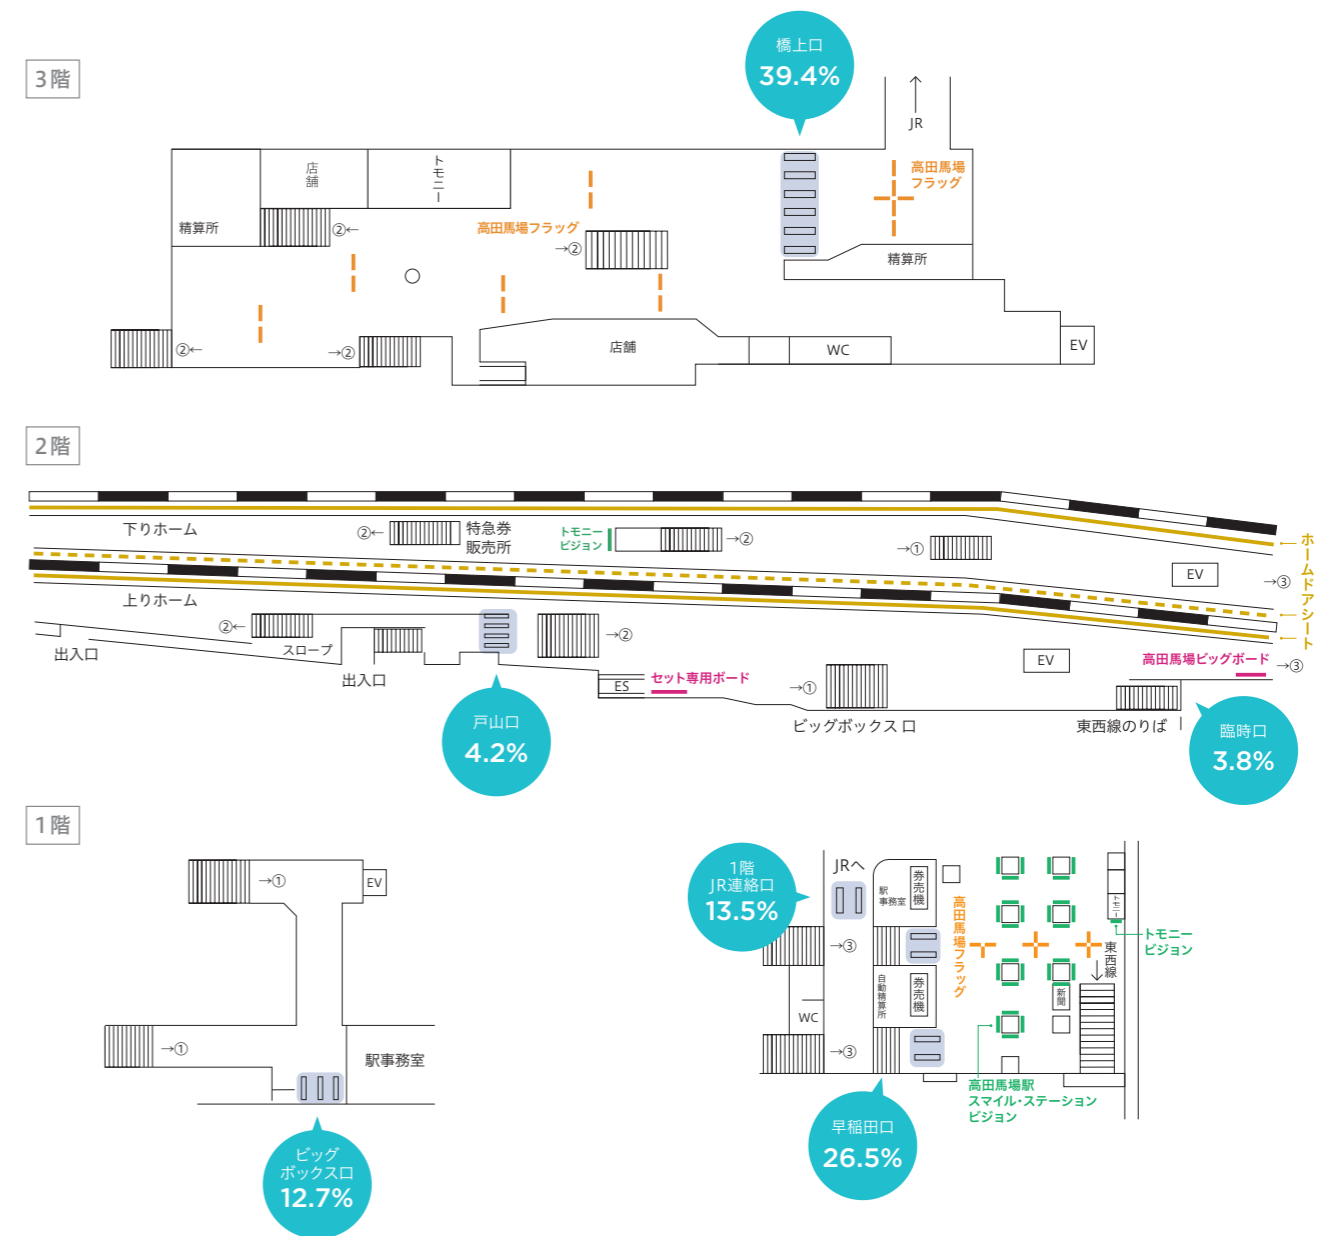 3階
橋上口
39.4%
JR
店舗
トモニー
高田馬場
フラッグ
精算所
②←
高田馬場フラッグ
→②
精算所
②←
→②
店舗
WC
EV
2階
下りホーム
②←
特急券
販売所
トモニー
ビジョン
→②
→①
ホームドアシート
EV
→③
上りホーム
②←
スロープ
→②
出入口
出入口
EV
高田馬場ビッグボード
→③
セット専用ボード
ES
→①
戸山口
4.2%
ビッグボックス口
東西線のりば
臨時口
3.8%
1階
→①
EV
→①
駅事務室
ビッグ
ボックス口
12.7%
1階
JR連絡口
13.5%
JRへ
駅
事務室
券売機
高田馬場フラッグ
トモニー
トモニー
ビジョン
→③
東西線
自動精算所
券売機
新聞
WC
→③
高田馬場駅
スマイル・ステーション
ビジョン
早稲田口
26.5%